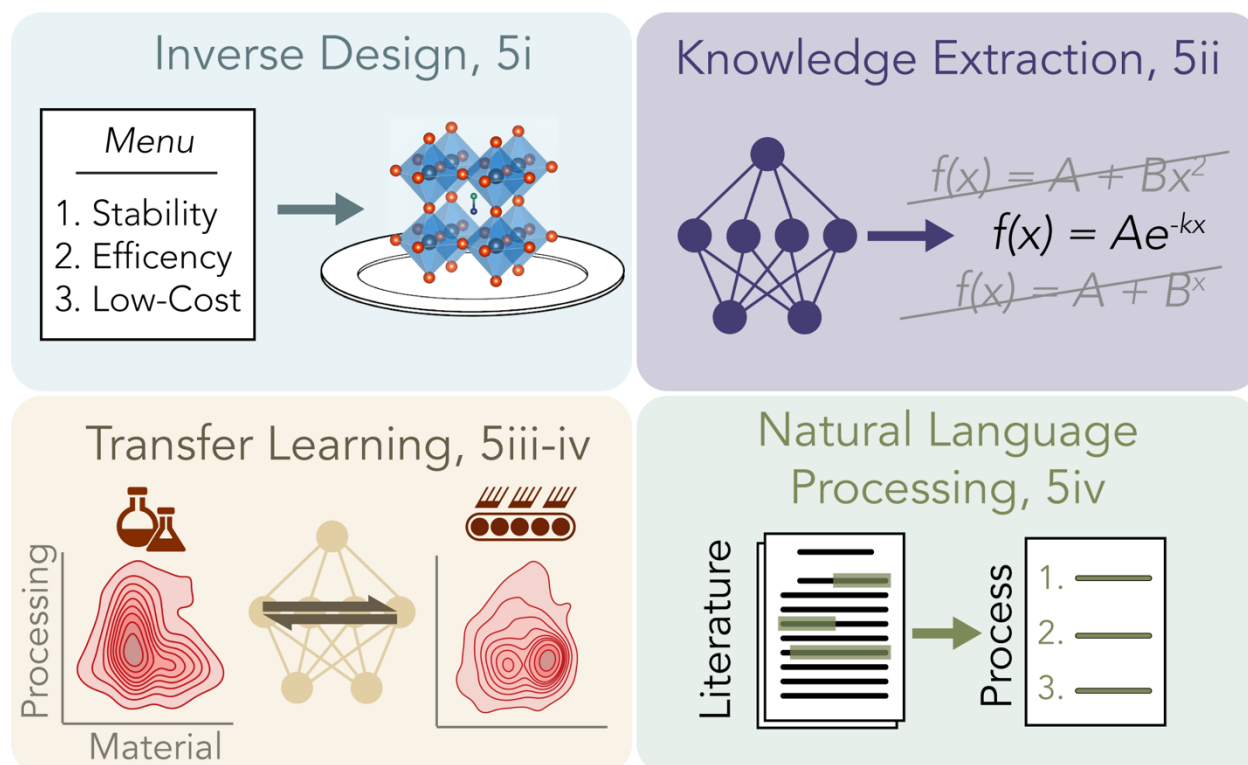 Inverse Design, 5i
Menu
1. Stability
2. Efficency
3. Low-Cost
Knowledge Extraction, 5ii
f(x) = A + Bx²
f(x) = Ae⁻ᵏˣ
f(x) = A + Bˣ
Transfer Learning, 5iii-iv
Processing
Material
Natural Language
Processing, 5iv
Literature
Process
1.
2.
3.